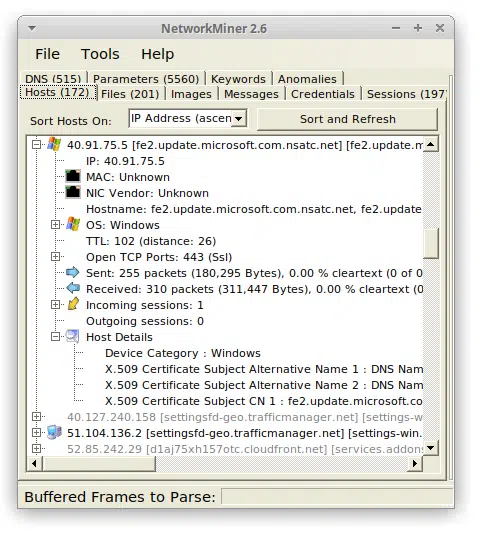 NetworkMiner 2.6
File Tools Help
DNS (515) Parameters (5560) Keywords Anomalies
Hosts (172) Files (201) Images Messages Credentials Sessions (197)
Sort Hosts On: IP Address (ascen Sort and Refresh
40.91.75.5 [fe2.update.microsoft.com.nsatc.net] [fe2.update.m
IP: 40.91.75.5
MAC: Unknown
NIC Vendor: Unknown
Hostname: fe2.update.microsoft.com.nsatc.net, fe2.update
OS: Windows
TTL: 102 (distance: 26)
Open TCP Ports: 443 (Ssl)
Sent: 255 packets (180,295 Bytes), 0.00 % cleartext (0 of 0
Received: 310 packets (311,447 Bytes), 0.00 % cleartext (0
Incoming sessions: 1
Outgoing sessions: 0
Host Details
Device Category : Windows
X.509 Certificate Subject Alternative Name 1 : DNS Nam
X.509 Certificate Subject Alternative Name 2 : DNS Nam
X.509 Certificate Subject CN 1 : fe2.update.microsoft.co
40.127.240.158 [settingsfd-geo.trafficmanager.net] [settings-w
51.104.136.2 [settingsfd-geo.trafficmanager.net] [settings-win.
52.85.242.29 [d1aj75xh157otc.cloudfront.net] [services.addons
Buffered Frames to Parse: